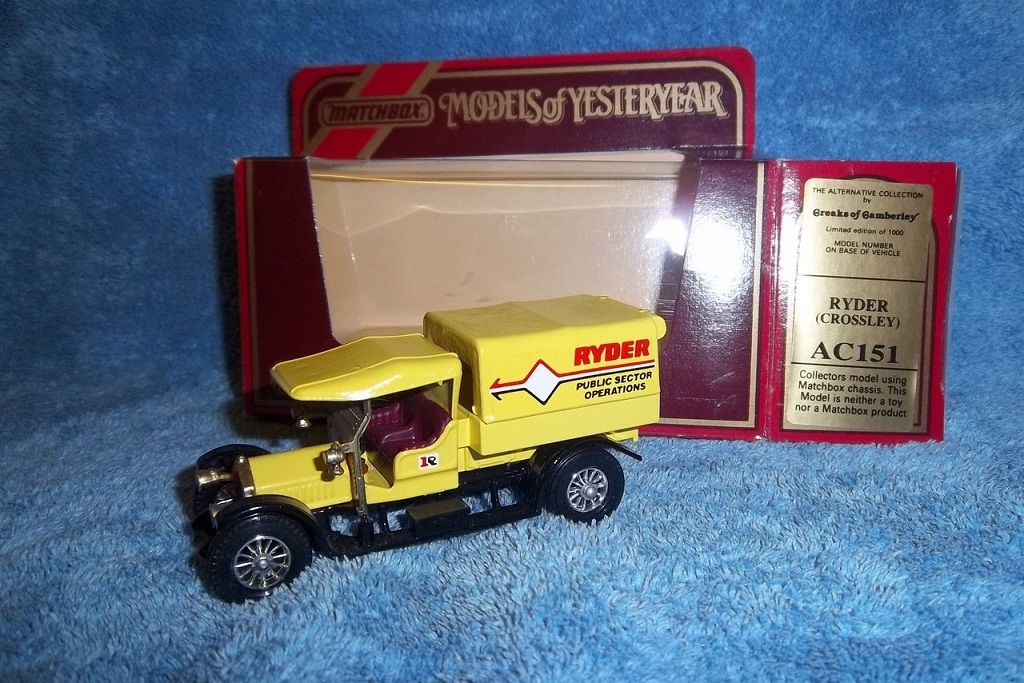 MATCHBOX
MODELS of YESTERYEAR
THE ALTERNATIVE COLLECTION
by
Greaks of Camberley
Limited edition of 1000
MODEL NUMBER
ON BASE OF VEHICLE
RYDER
(CROSSLEY)
AC151
Collectors model using
Matchbox chassis. This
Model is neither a toy
nor a Matchbox product
RYDER
PUBLIC SECTOR
OPERATIONS
1R